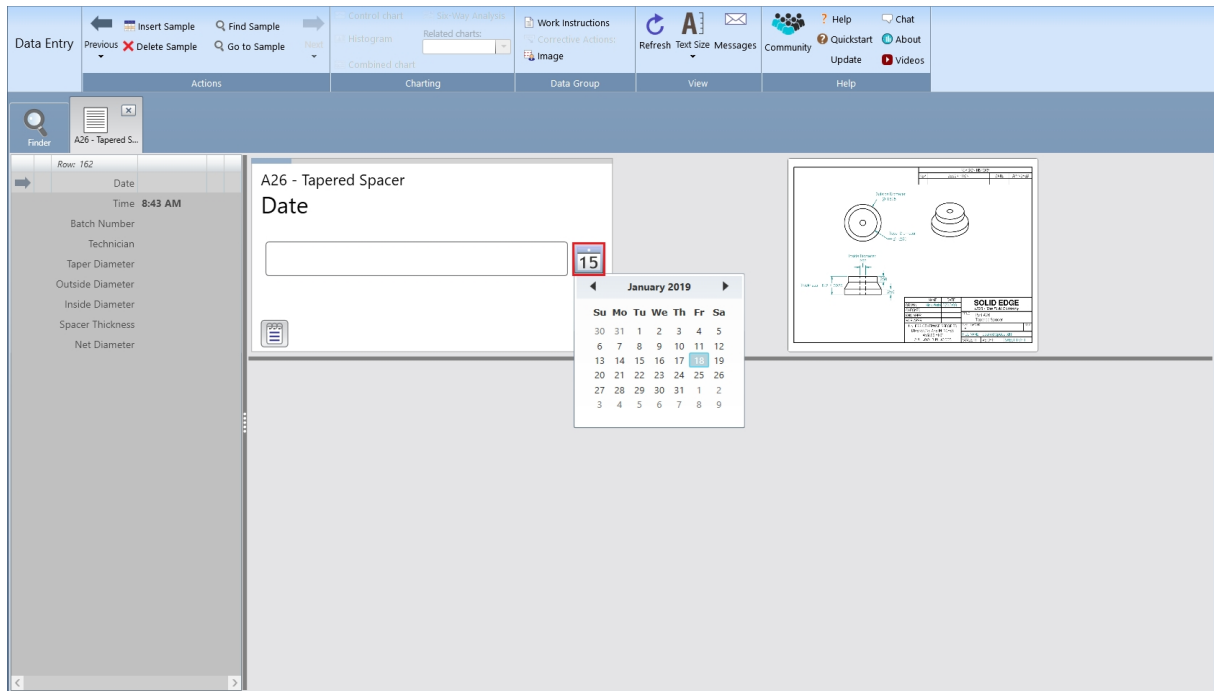 Data Entry
Previous
Insert Sample
Delete Sample
Find Sample
Go to Sample
Next
Actions
Control chart
Histogram
Combined chart
Six-Way Analysis
Related charts:
Charting
Work Instructions
Corrective Actions:
Image
Data Group
Refresh
Text Size
Messages
View
Community
? Help
Quickstart
Update
Chat
About
Videos
Help
Finder
A26 - Tapered S...
Row: 162
Date
Time 8:43 AM
Batch Number
Technician
Taper Diameter
Outside Diameter
Inside Diameter
Spacer Thickness
Net Diameter
A26 - Tapered Spacer
Date
15
January 2019
Su Mo Tu We Th Fr Sa
30 31 1 2 3 4 5
6 7 8 9 10 11 12
13 14 15 16 17 18 19
20 21 22 23 24 25 26
27 28 29 30 31 1 2
3 4 5 6 7 8 9
SOLID EDGE